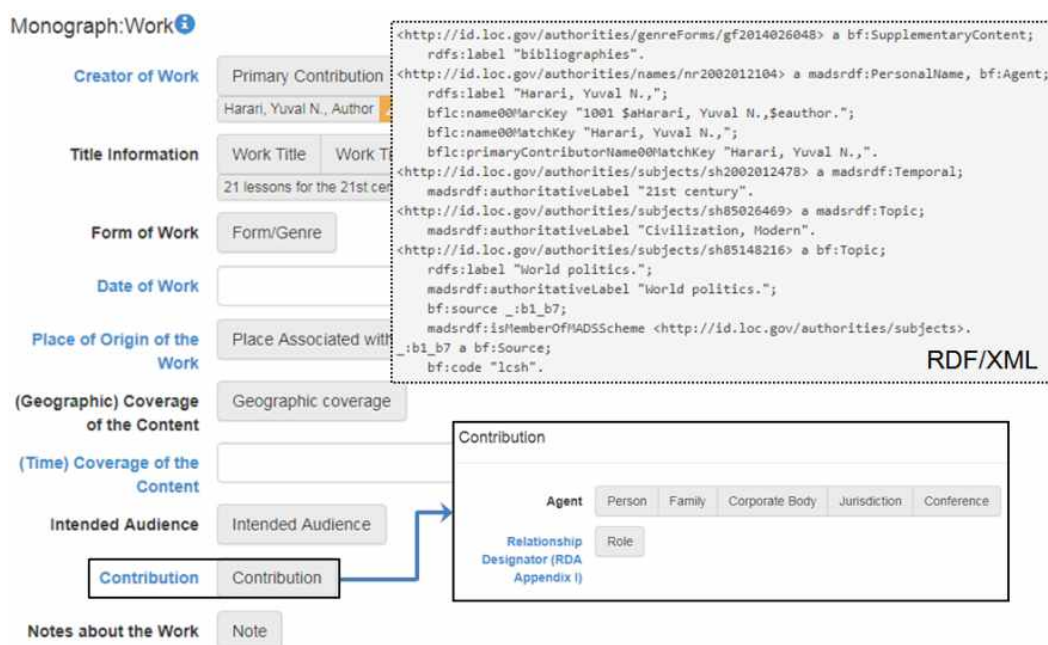 Monograph:Work
Creator of Work
Primary Contribution
Harari, Yuval N., Author
Title Information
Work Title
Work
21 lessons for the 21st
Form of Work
Form/Genre
Date of Work
Place of Origin of the
Work
Place Associated with
(Geographic) Coverage
of the Content
Geographic coverage
(Time) Coverage of the
Content
Intended Audience
Intended Audience
Contribution
Contribution
Notes about the Work
Note
<http://id.loc.gov/authorities/genreForms/gf2014026048> a bf:SupplementaryContent;
rdfs:label "bibliographies".
<http://id.loc.gov/authorities/names/nr2002012104> a madsrdf:PersonalName, bf:Agent;
rdfs:label "Harari, Yuval N.,";
bflc:name00MarcKey "1001 $aHarari, Yuval N.,$eauthor.";
bflc:name00MatchKey "Harari, Yuval N.,";
bflc:primaryContributorName00MatchKey "Harari, Yuval N.,".
<http://id.loc.gov/authorities/subjects/sh2002012478> a madsrdf:Temporal;
madsrdf:authoritativeLabel "21st century".
<http://id.loc.gov/authorities/subjects/sh85026469> a madsrdf:Topic;
madsrdf:authoritativeLabel "Civilization, Modern".
<http://id.loc.gov/authorities/subjects/sh85148216> a bf:Topic;
rdfs:label "World politics.";
madsrdf:authoritativeLabel "World politics.";
bf:source _:b1_b7;
madsrdf:isMemberOfMADSScheme <http://id.loc.gov/authorities/subjects>.
_:b1_b7 a bf:Source;
bf:code "lcsh".
RDF/XML
Contribution
Agent
Person
Family
Corporate Body
Jurisdiction
Conference
Relationship
Designator (RDA
Appendix I)
Role